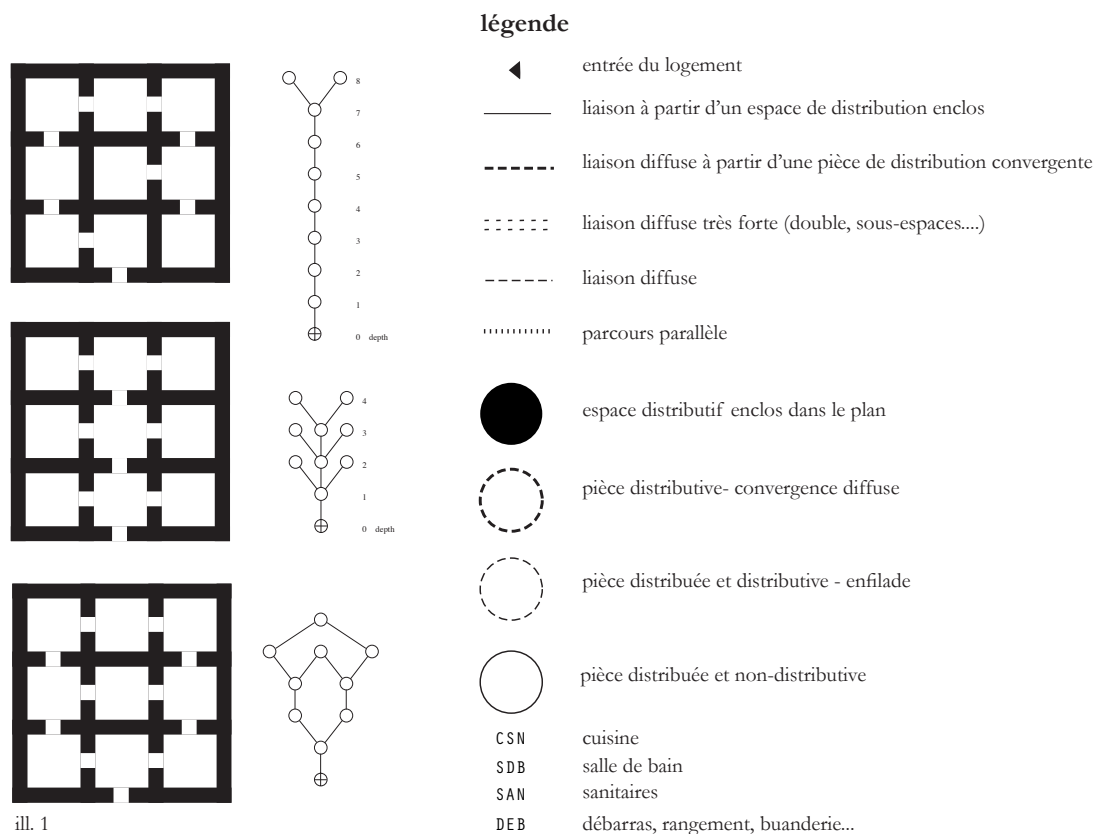 légende
entrée du logement
liaison à partir d'un espace de distribution enclos
liaison diffuse à partir d'une pièce de distribution convergente
liaison diffuse très forte (double, sous-espaces....)
liaison diffuse
parcours parallèle
espace distributif enclos dans le plan
pièce distributive- convergence diffuse
pièce distribuée et distributive - enfilade
pièce distribuée et non-distributive
CSN cuisine
SDB salle de bain
SAN sanitaires
DEB débarras, rangement, buanderie...
8
7
6
5
4
3
2
1
0 depth
4
3
2
1
0 depth
ill. 1